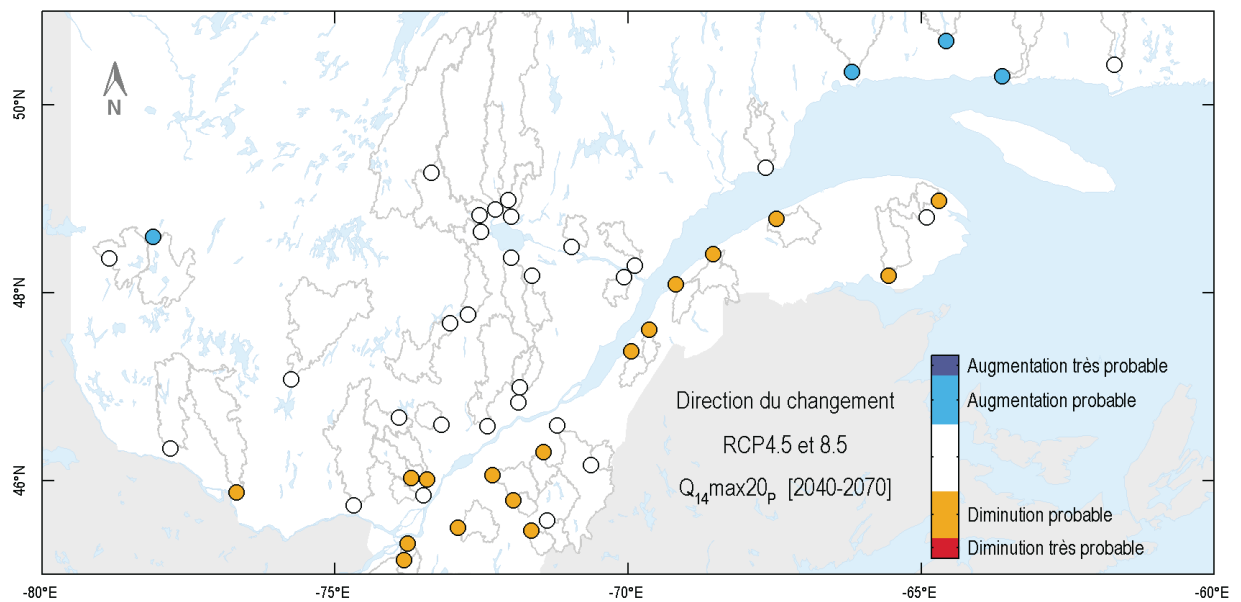 N
50°N
48°N
46°N
Direction du changement
RCP4.5 et 8.5
Q14max20P [2040-2070]
Augmentation très probable
Augmentation probable
Diminution probable
Diminution très probable
-80°E
-75°E
-70°E
-65°E
-60°E